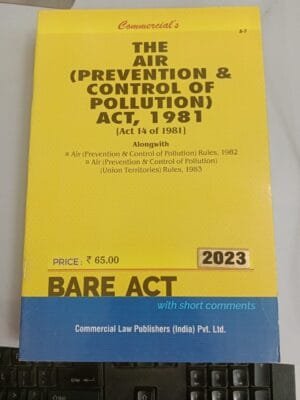 Commercial's
A-7
THE
AIR
(PREVENTION &
CONTROL OF
POLLUTION)
ACT, 1981
[Act 14 of 1981]
Alongwith
¤ Air (Prevention & Control of Pollution) Rules, 1982
¤ Air (Prevention & Control of Pollution)
(Union Territories) Rules, 1983
PRICE : ₹ 65.00
2023
BARE ACT
with short comments
Commercial Law Publishers (India) Pvt. Ltd.